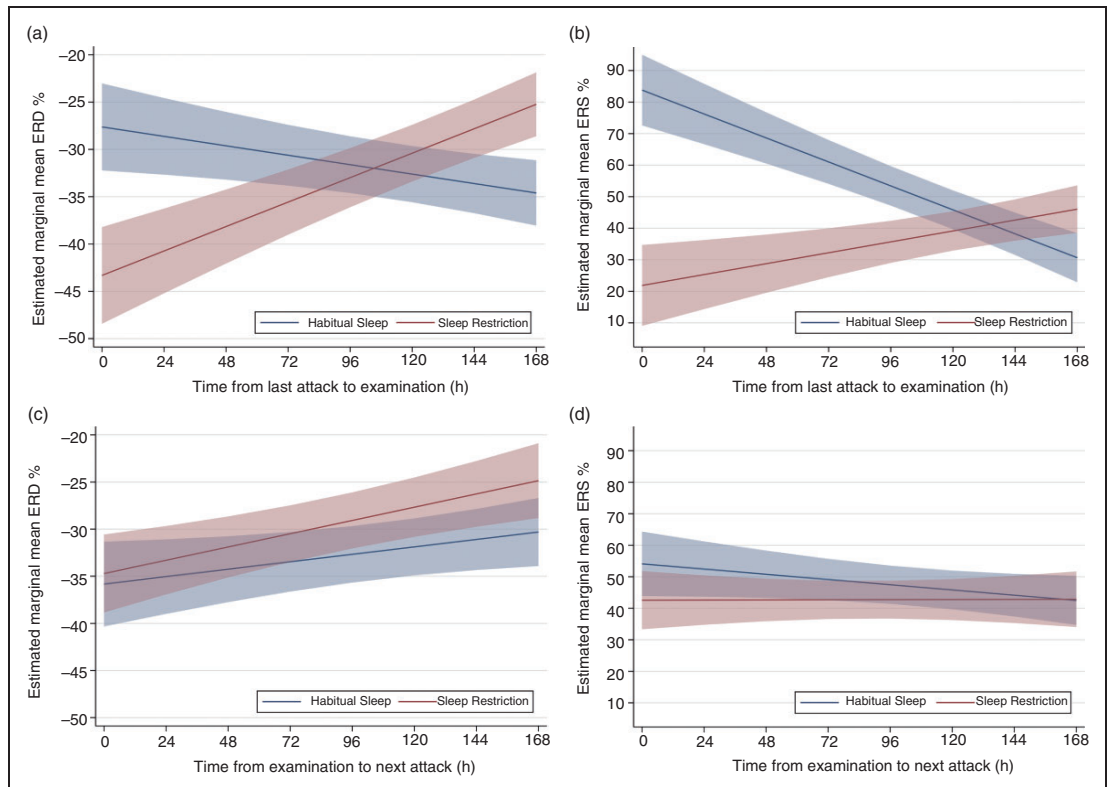 (a)
–20
–25
–30
–35
–40
–45
–50
Estimated marginal mean ERD %
Habitual Sleep
Sleep Restriction
0 24 48 72 96 120 144 168
Time from last attack to examination (h)
(b)
90
80
70
60
50
40
30
20
10
Estimated marginal mean ERS %
Habitual Sleep
Sleep Restriction
0 24 48 72 96 120 144 168
Time from last attack to examination (h)
(c)
–20
–25
–30
–35
–40
–45
–50
Estimated marginal mean ERD %
Habitual Sleep
Sleep Restriction
0 24 48 72 96 120 144 168
Time from examination to next attack (h)
(d)
90
80
70
60
50
40
30
20
10
Estimated marginal mean ERS %
Habitual Sleep
Sleep Restriction
0 24 48 72 96 120 144 168
Time from examination to next attack (h)